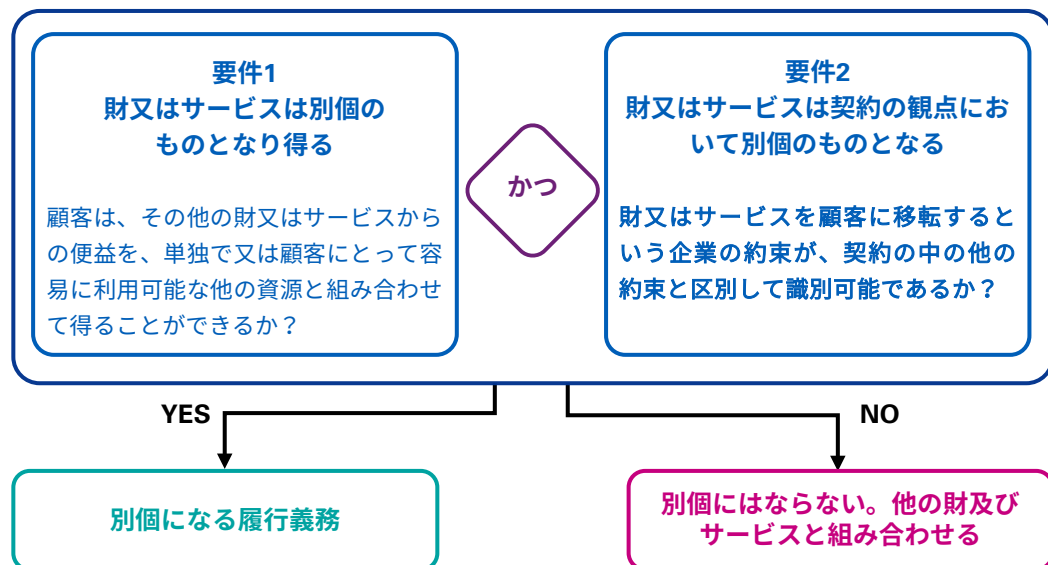 要件1
財又はサービスは別個の
ものとなり得る
顧客は、その他の財又はサービスから
の便益を、単独で又は顧客にとって容
易に利用可能な他の資源と組み合わせ
て得ることができるか？
かつ
要件2
財又はサービスは契約の観点にお
いて別個のものとなる
財又はサービスを顧客に移転すると
いう企業の約束が、契約の中の他の
約束と区別して識別可能であるか？
YES
NO
別個になる履行義務
別個にはならない。他の財及び
サービスと組み合わせる